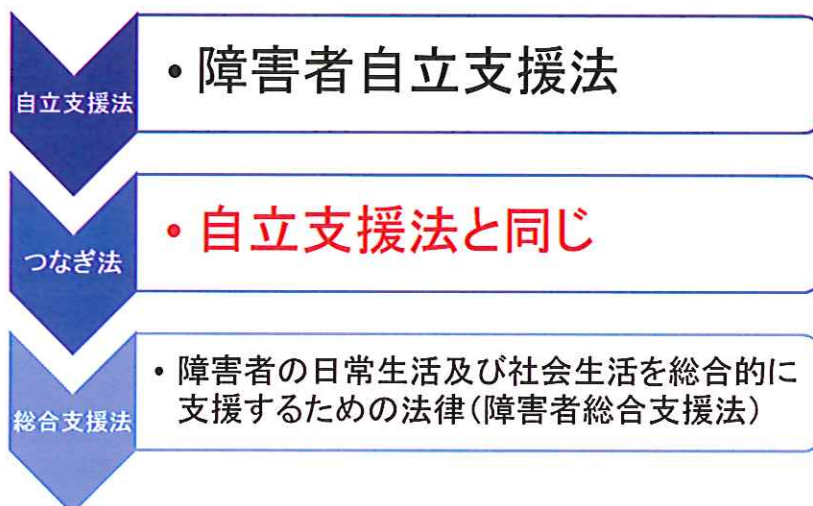 自立支援法
・障害者自立支援法
つなぎ法
・自立支援法と同じ
総合支援法
・障害者の日常生活及び社会生活を総合的に
支援するための法律(障害者総合支援法)